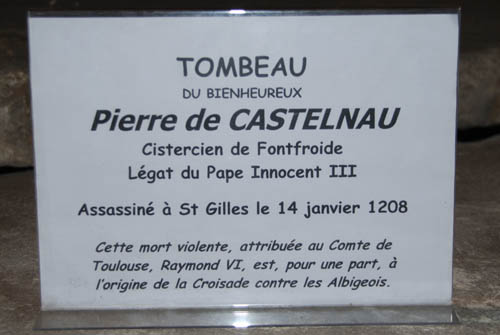 TOMBEAU
DU BIENHEUREUX
Pierre de CASTELNAU
Cistercien de Fontfroide
Légat du Pape Innocent III
Assassiné à St Gilles le 14 janvier 1208
Cette mort violente, attribuée au Comte de
Toulouse, Raymond VI, est, pour une part, à
l'origine de la Croisade contre les Albigeois.